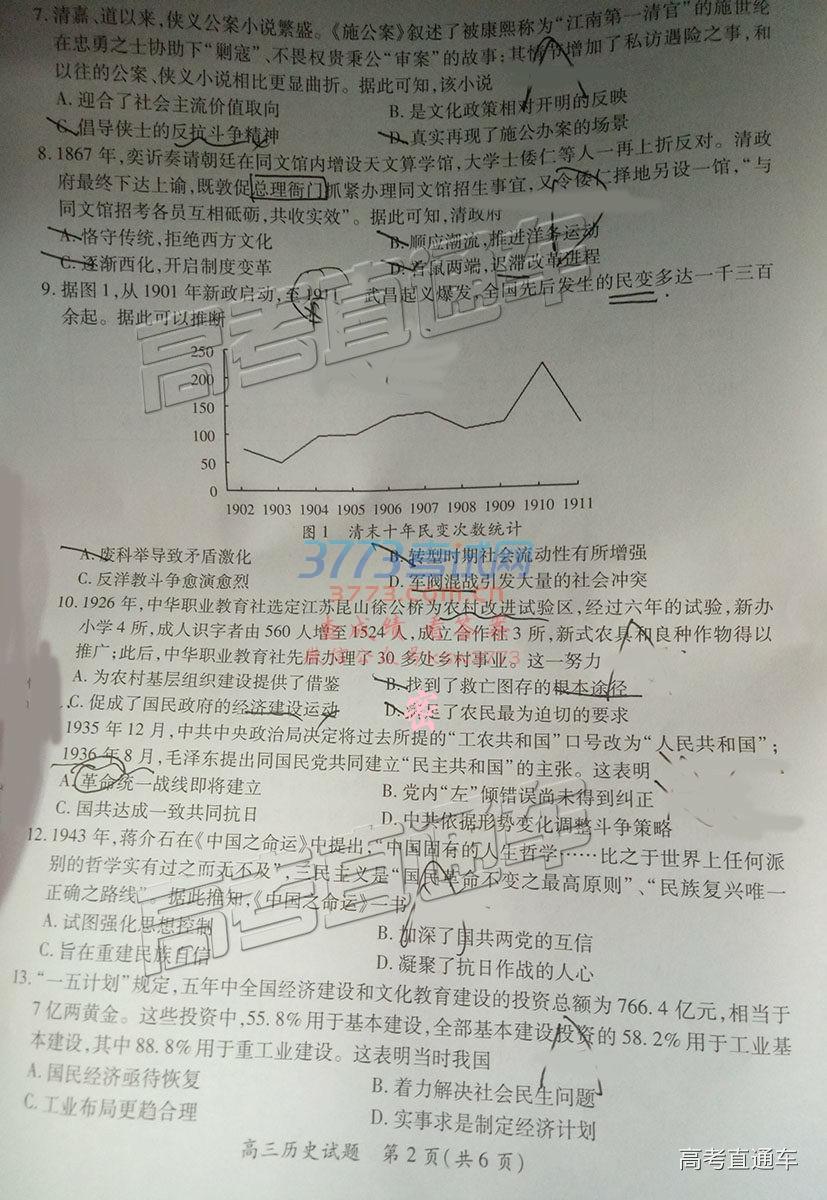 7. 清嘉、道以来，侠义公案小说繁盛。《施公案》叙述了被康熙称为“江南第一清官”的施世纶
在忠勇之士协助下“剿寇”、不畏权贵秉公“审案”的故事；其情节增加了私访遇险之事，和
以往的公案、侠义小说相比更显曲折。据此可知，该小说
A. 迎合了社会主流价值取向 B. 是文化政策相对开明的反映
C. 倡导侠士的反抗斗争精神 D. 真实再现了施公办案的场景
8. 1867 年，奕䜣奏请朝廷在同文馆内增设天文算学馆，大学士倭仁等人一再上折反对。清政
府最终下达上谕，既敦促总理衙门抓紧办理同文馆招生事宜，又令倭仁择地另设一馆，“与
同文馆招考各员互相砥砺，共收实效”。据此可知，清政府
A. 恪守传统，拒绝西方文化 B. 顺应潮流，推进洋务运动
C. 逐渐西化，开启制度变革 D. 首鼠两端，迟滞改革进程
9. 据图 1，从 1901 年新政启动，至 1911 武昌起义爆发，全国先后发生的民变多达一千三百
余起。据此可以推断
250
200
150
100
50
0
1902 1903 1904 1905 1906 1907 1908 1909 1910 1911
图 1 清末十年民变次数统计
A. 废科举导致矛盾激化 B. 转型时期社会流动性有所增强
C. 反洋教斗争愈演愈烈 D. 军阀混战引发大量的社会冲突
3773考试网
3773.com.cn
查成绩 看答案
10. 1926 年，中华职业教育社选定江苏昆山徐公桥为农村改进试验区，经过六年的试验，新办
小学 4 所，成人识字者由 560 人增至 1524 人，成立合作社 3 所，新式农具和良种作物得以
推广；此后，中华职业教育社先后办理了 30 多处乡村事业。这一努力
A. 为农村基层组织建设提供了借鉴 B. 找到了救亡图存的根本途径
C. 促成了国民政府的经济建设运动 D. 足了农民最为迫切的要求
密
1935 年 12 月，中共中央政治局决定将过去所提的“工农共和国”口号改为“人民共和国”；
1936 年 8 月，毛泽东提出同国民党共同建立“民主共和国”的主张。这表明
A. 革命统一战线即将建立 B. 党内“左”倾错误尚未得到纠正
C. 国共达成一致共同抗日 D. 中共依据形势变化调整斗争策略
12. 1943 年，蒋介石在《中国之命运》中提出，“中国固有的人生哲学……比之于世界上任何派
别的哲学实有过之而无不及”，三民主义是“国民革命不变之最高原则”、“民族复兴唯一
正确之路线”。据此推知，《中国之命运》一书
A. 试图强化思想控制 B. 加深了国共两党的互信
C. 旨在重建民族自信 D. 凝聚了抗日作战的人心
13. “一五计划”规定，五年中全国经济建设和文化教育建设的投资总额为 766.4 亿元，相当于
7 亿两黄金。这些投资中，55.8%用于基本建设，全部基本建设投资的 58.2%用于工业基
本建设，其中 88.8%用于重工业建设。这表明当时我国
A. 国民经济亟待恢复 B. 着力解决社会民生问题
C. 工业布局更趋合理 D. 实事求是制定经济计划
高三历史试题 第 2 页(共 6 页)
高考直通车
高考直通车
高考直通车